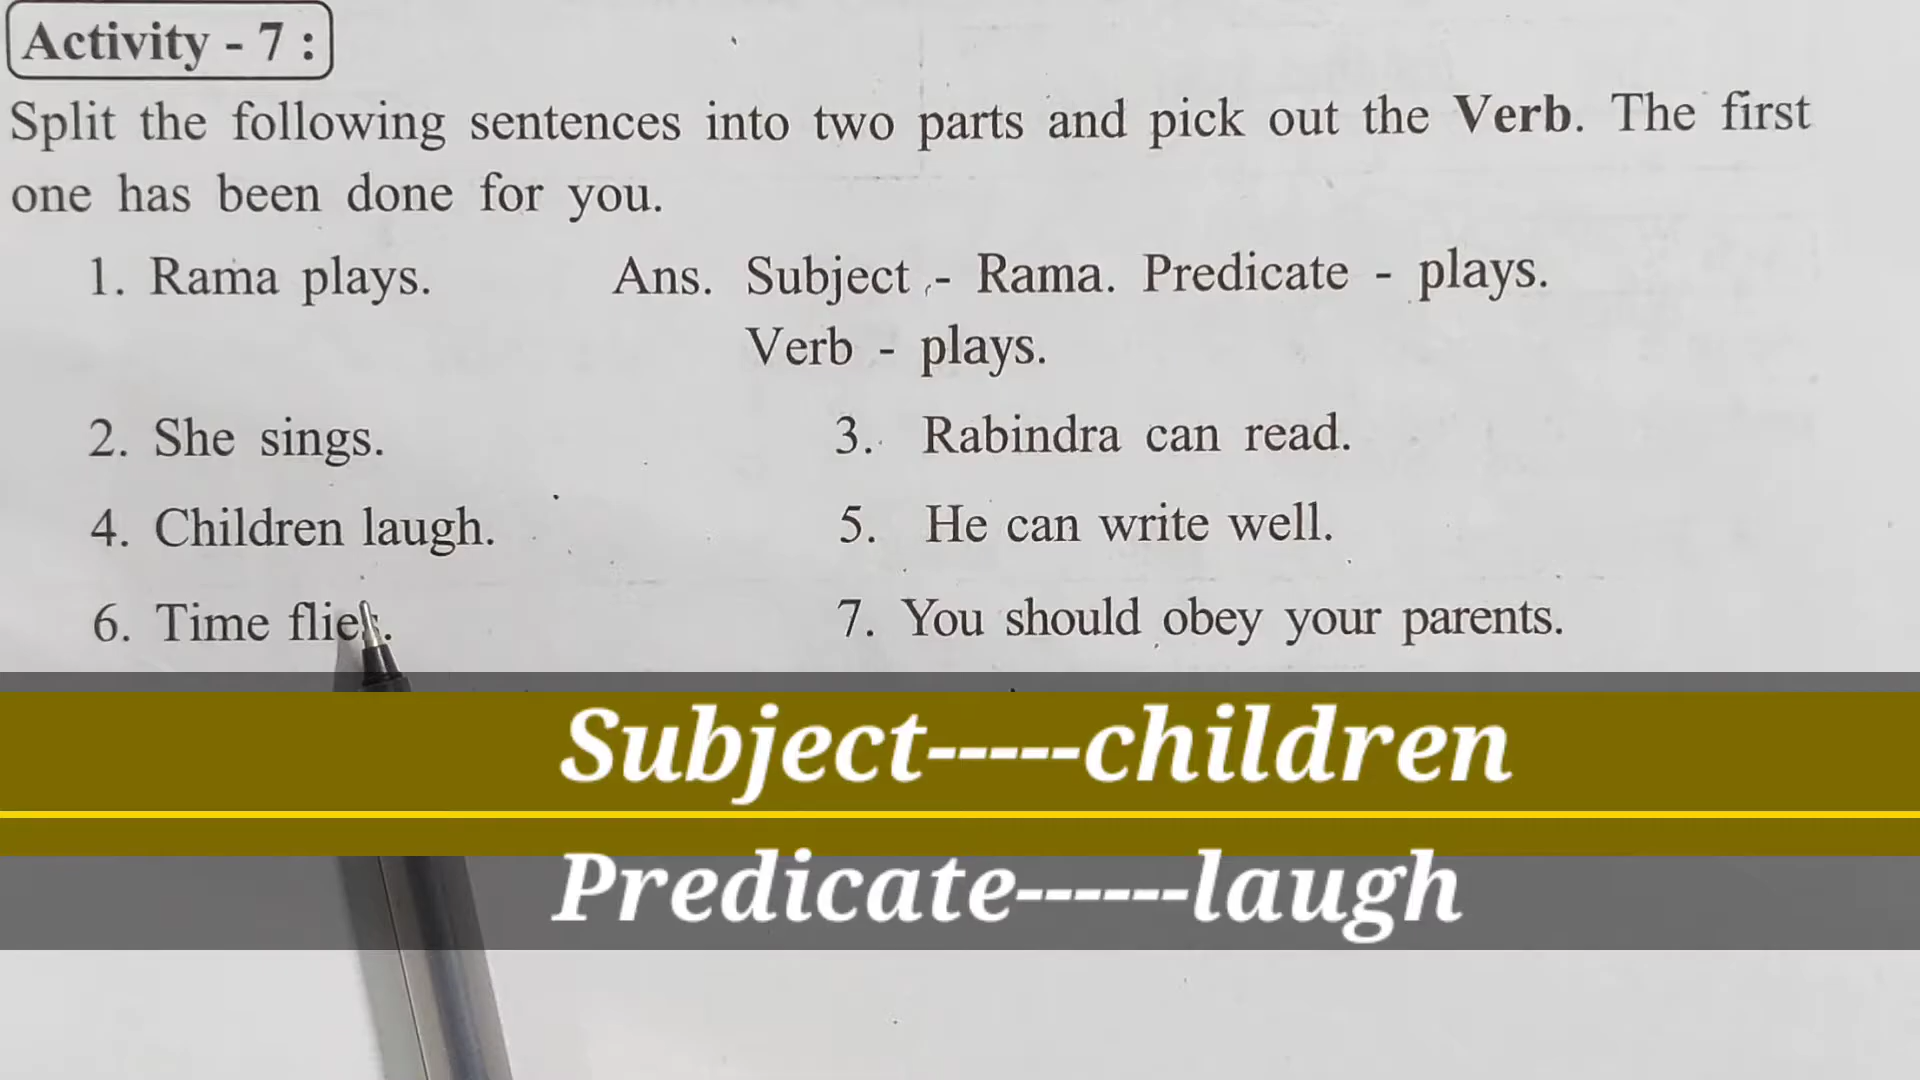 Activity - 7 :
Split the following sentences into two parts and pick out the Verb. The first
one has been done for you.
1. Rama plays. Ans. Subject - Rama. Predicate - plays.
Verb - plays.
2. She sings. 3. Rabindra can read.
4. Children laugh. 5. He can write well.
6. Time flies. 7. You should obey your parents.
Subject-----children
Predicate------laugh